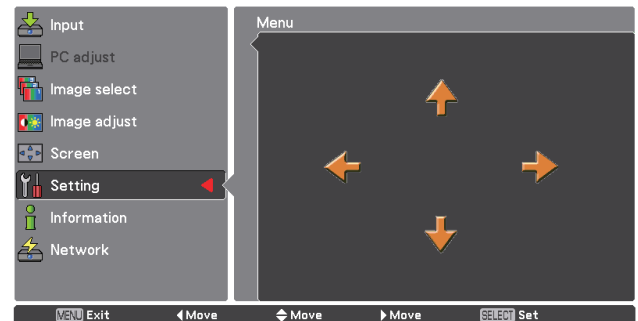 Input
PC adjust
Image select
Image adjust
Screen
Setting
Information
Network
Menu
MENU Exit Move Move Move SELECT Set